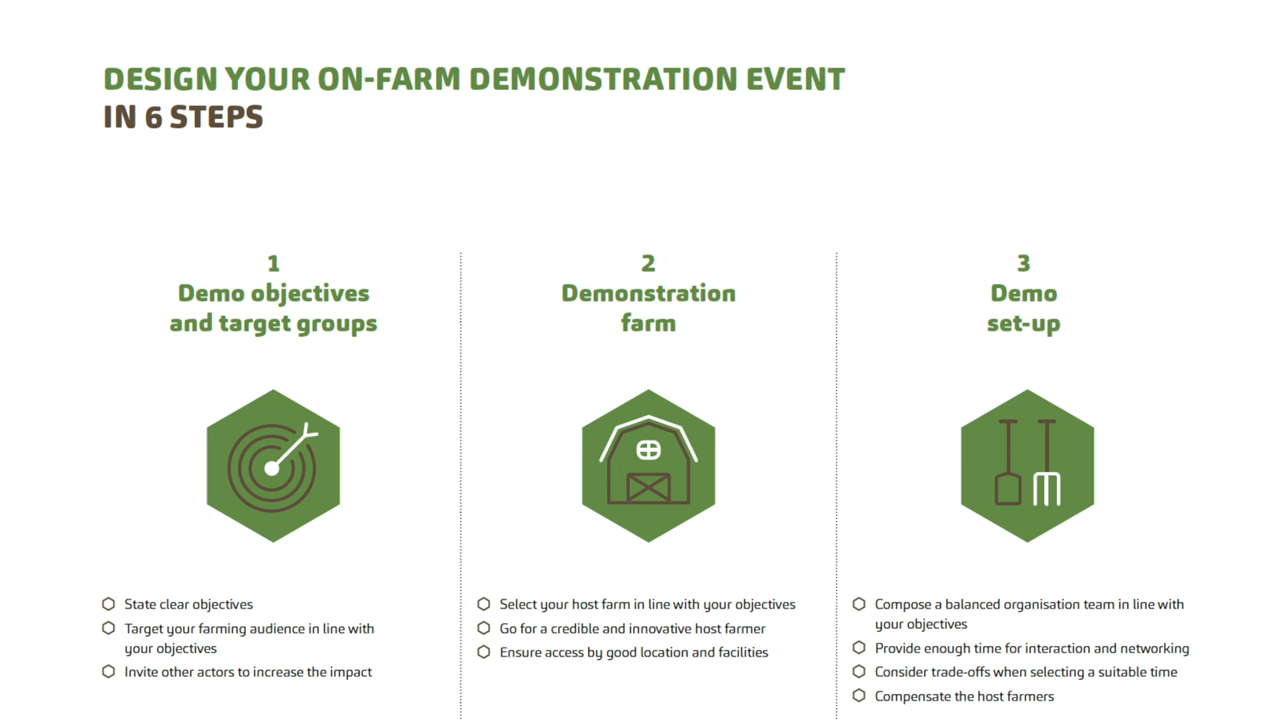 DESIGN YOUR ON-FARM DEMONSTRATION EVENT
IN 6 STEPS
1
Demo objectives
and target groups
State clear objectives
Target your farming audience in line with
your objectives
Invite other actors to increase the impact
2
Demonstration
farm
Select your host farm in line with your objectives
Go for a credible and innovative host farmer
Ensure access by good location and facilities
3
Demo
set-up
Compose a balanced organisation team in line with
your objectives
Provide enough time for interaction and networking
Consider trade-offs when selecting a suitable time
Compensate the host farmers